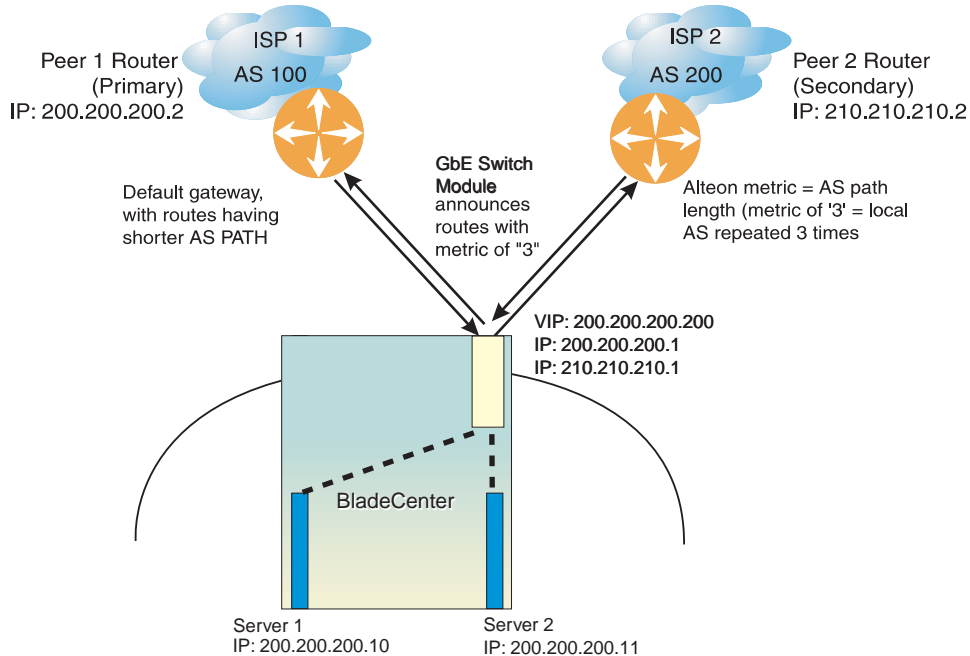 ISP 1
AS 100
Peer 1 Router
(Primary)
IP: 200.200.200.2
ISP 2
AS 200
Peer 2 Router
(Secondary)
IP: 210.210.210.2
Default gateway,
with routes having
shorter AS PATH
GbE Switch
Module
announces
routes with
metric of "3"
Alteon metric = AS path
length (metric of '3' = local
AS repeated 3 times
VIP: 200.200.200.200
IP: 200.200.200.1
IP: 210.210.210.1
BladeCenter
Server 1
IP: 200.200.200.10
Server 2
IP: 200.200.200.11